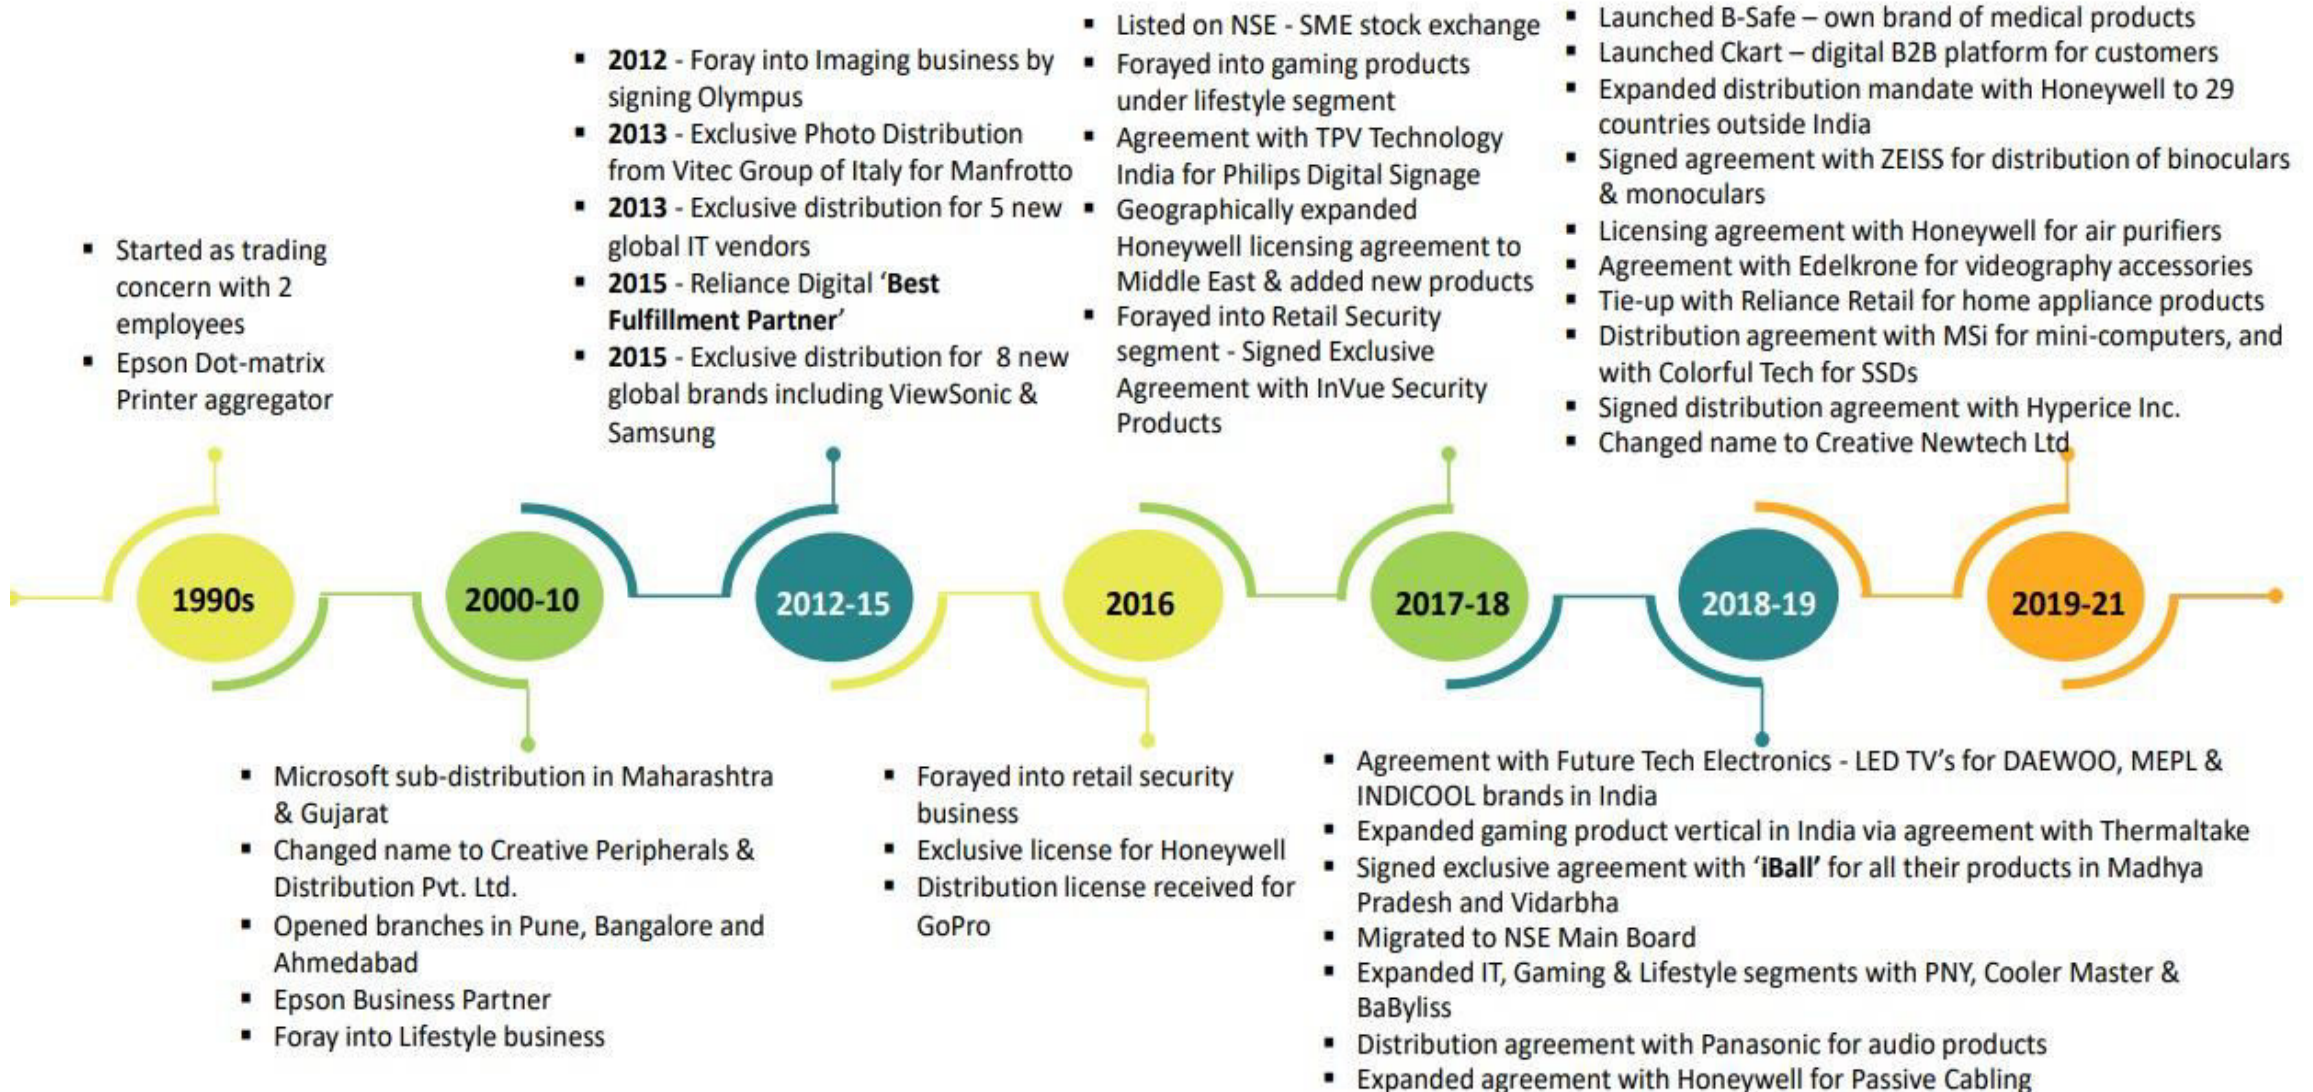 ▪ Started as trading
concern with 2
employees
▪ Epson Dot-matrix
Printer aggregator
▪ 2012 - Foray into Imaging business by
signing Olympus
▪ 2013 - Exclusive Photo Distribution
from Vitec Group of Italy for Manfrotto
▪ 2013 - Exclusive distribution for 5 new
global IT vendors
▪ 2015 - Reliance Digital ‘Best
Fulfillment Partner’
▪ 2015 - Exclusive distribution for 8 new
global brands including ViewSonic &
Samsung
▪ Listed on NSE - SME stock exchange
▪ Forayed into gaming products
under lifestyle segment
▪ Agreement with TPV Technology
India for Philips Digital Signage
▪ Geographically expanded
Honeywell licensing agreement to
Middle East & added new products
▪ Forayed into Retail Security
segment - Signed Exclusive
Agreement with InVue Security
Products
▪ Launched B-Safe – own brand of medical products
▪ Launched Ckart – digital B2B platform for customers
▪ Expanded distribution mandate with Honeywell to 29
countries outside India
▪ Signed agreement with ZEISS for distribution of binoculars
& monoculars
▪ Licensing agreement with Honeywell for air purifiers
▪ Agreement with Edelkrone for videography accessories
▪ Tie-up with Reliance Retail for home appliance products
▪ Distribution agreement with MSi for mini-computers, and
with Colorful Tech for SSDs
▪ Signed distribution agreement with Hyperice Inc.
▪ Changed name to Creative Newtech Ltd
1990s
2000-10
2012-15
2016
2017-18
2018-19
2019-21
▪ Microsoft sub-distribution in Maharashtra
& Gujarat
▪ Changed name to Creative Peripherals &
Distribution Pvt. Ltd.
▪ Opened branches in Pune, Bangalore and
Ahmedabad
▪ Epson Business Partner
▪ Foray into Lifestyle business
▪ Forayed into retail security
business
▪ Exclusive license for Honeywell
▪ Distribution license received for
GoPro
▪ Agreement with Future Tech Electronics - LED TV’s for DAEWOO, MEPL &
INDICOOL brands in India
▪ Expanded gaming product vertical in India via agreement with Thermaltake
▪ Signed exclusive agreement with ‘iBall’ for all their products in Madhya
Pradesh and Vidarbha
▪ Migrated to NSE Main Board
▪ Expanded IT, Gaming & Lifestyle segments with PNY, Cooler Master &
BaByliss
▪ Distribution agreement with Panasonic for audio products
▪ Expanded agreement with Honeywell for Passive Cabling